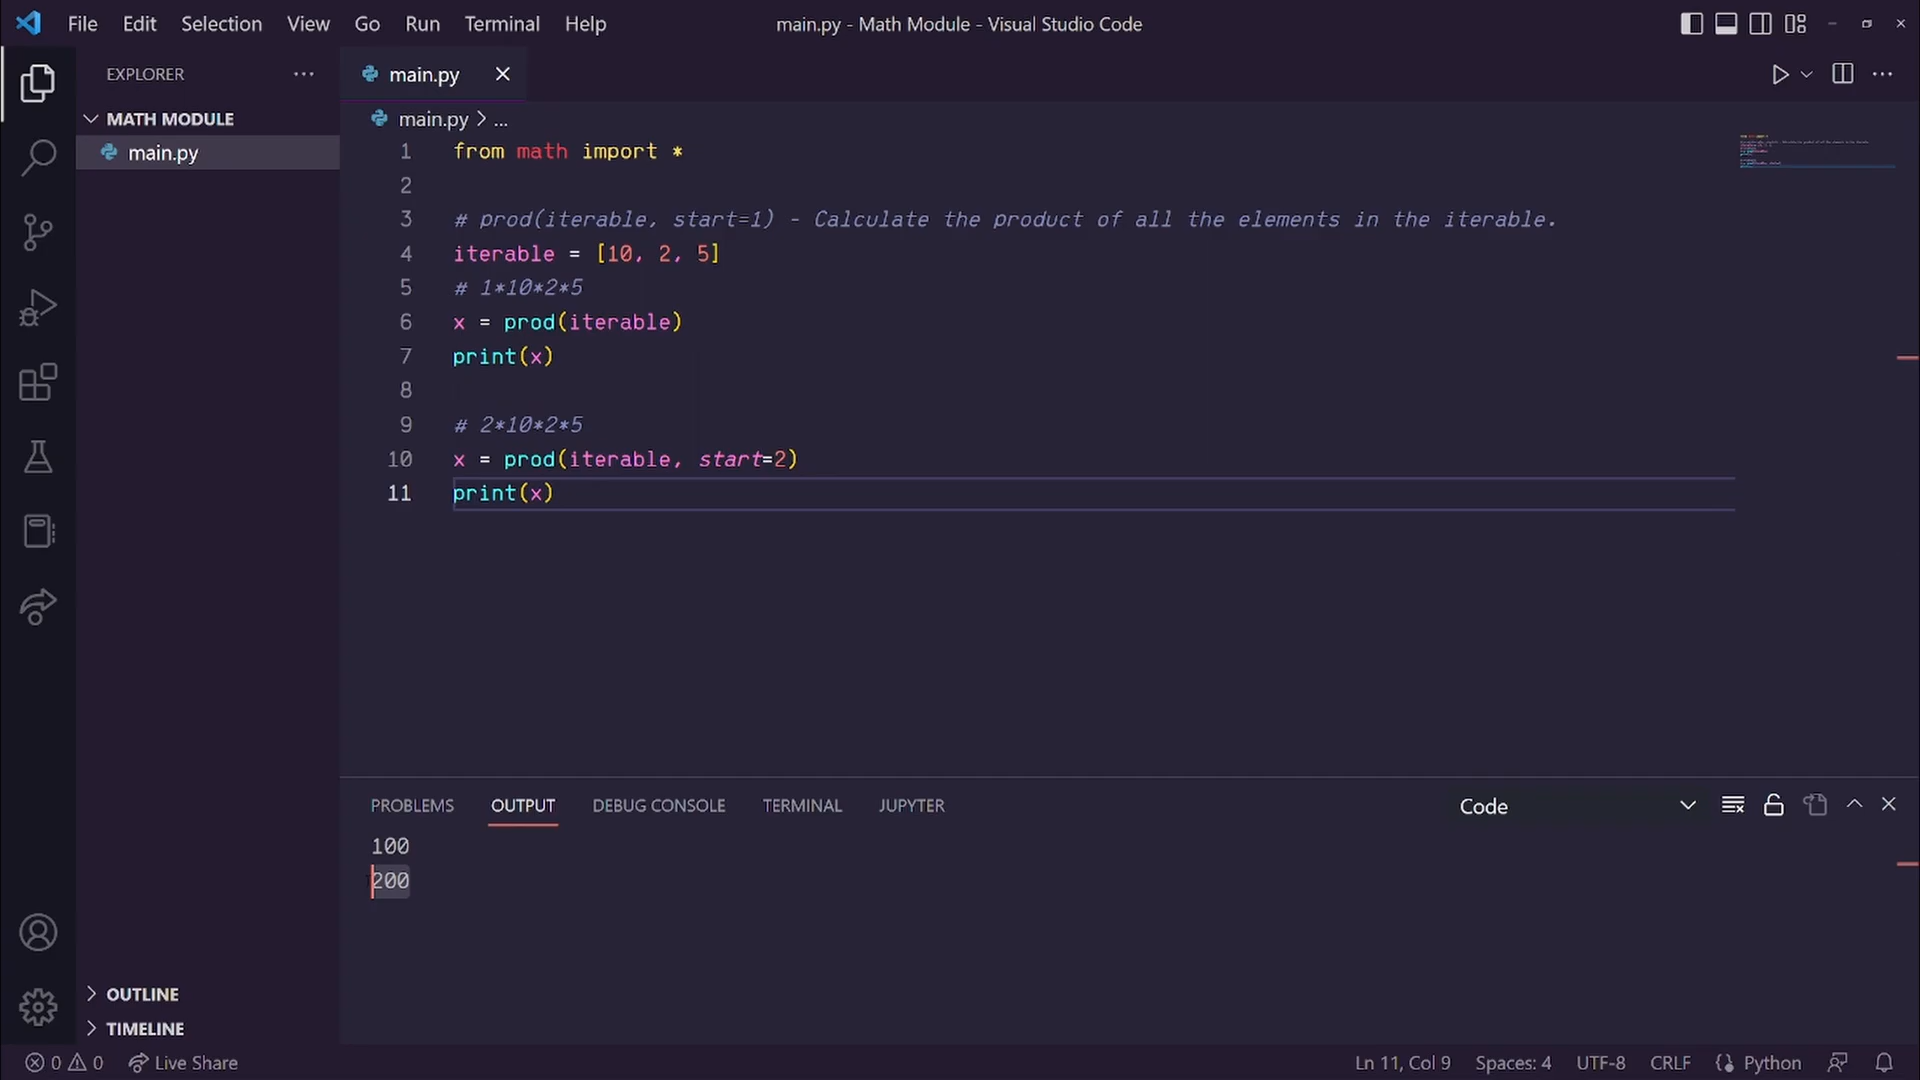 File Edit Selection View Go Run Terminal Help
main.py - Math Module - Visual Studio Code
EXPLORER
MATH MODULE
main.py
OUTLINE
TIMELINE
main.py
main.py > ...
1 from math import *
2
3 # prod(iterable, start=1) - Calculate the product of all the elements in the iterable.
4 iterable = [10, 2, 5]
5 # 1*10*2*5
6 x = prod(iterable)
7 print(x)
8
9 # 2*10*2*5
10 x = prod(iterable, start=2)
11 print(x)
PROBLEMS OUTPUT DEBUG CONSOLE TERMINAL JUPYTER
Code
100
200
0 0 Live Share
Ln 11, Col 9 Spaces: 4 UTF-8 CRLF Python